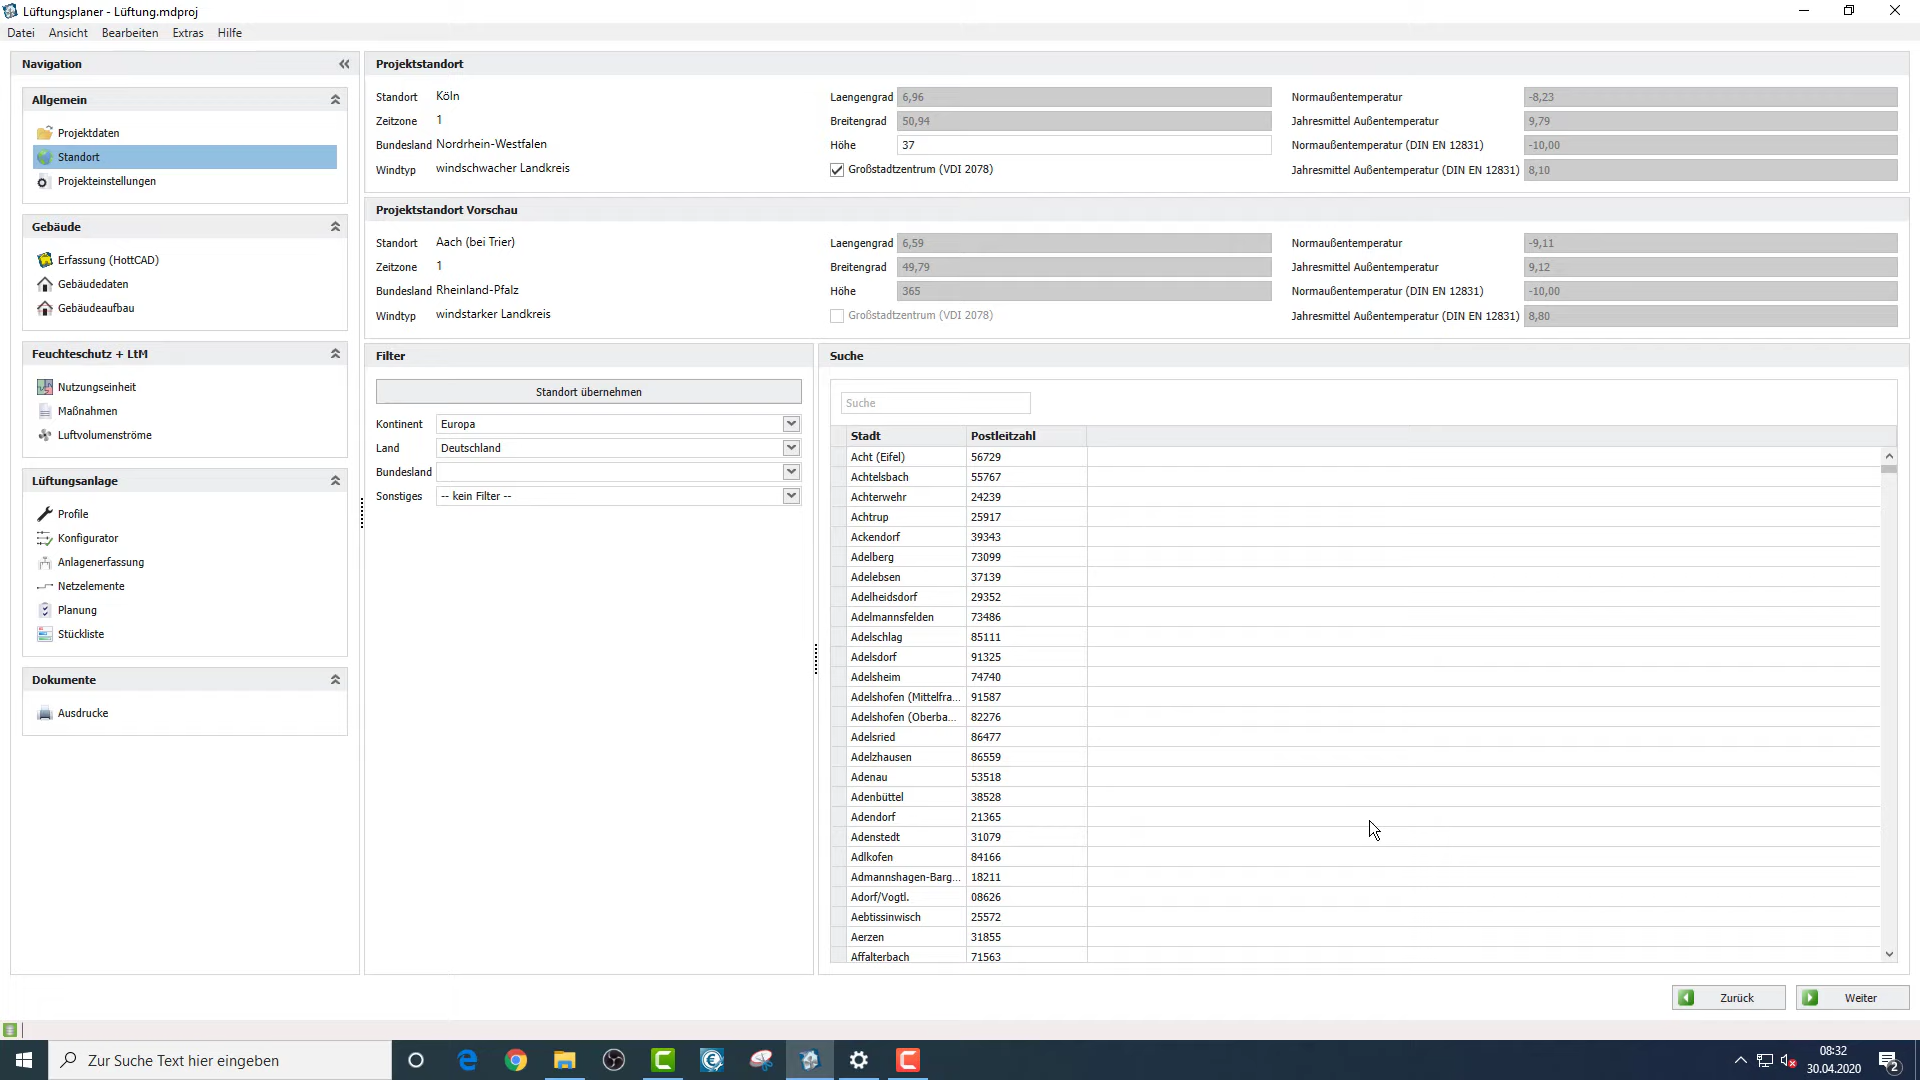 Lüftungsplaner - Lüftung.mdproj
Datei Ansicht Bearbeiten Extras Hilfe
Navigation
Allgemein
Projektdaten
Standort
Projekteinstellungen
Gebäude
Erfassung (HottCAD)
Gebäudedaten
Gebäudeaufbau
Feuchteschutz + LtM
Nutzungseinheit
Maßnahmen
Luftvolumenströme
Lüftungsanlage
Profile
Konfigurator
Anlagenerfassung
Netzelemente
Planung
Stückliste
Dokumente
Ausdrucke
Projektstandort
Standort Köln Laengengrad 6,96 Normaußentemperatur -8,23
Zeitzone 1 Breitengrad 50,94 Jahresmittel Außentemperatur 9,79
Bundesland Nordrhein-Westfalen Höhe 37 Normaußentemperatur (DIN EN 12831) -10,00
Windtyp windschwacher Landkreis Großstadtzentrum (VDI 2078) Jahresmittel Außentemperatur (DIN EN 12831) 8,10
Projektstandort Vorschau
Standort Aach (bei Trier) Laengengrad 6,59 Normaußentemperatur -9,11
Zeitzone 1 Breitengrad 49,79 Jahresmittel Außentemperatur 9,12
Bundesland Rheinland-Pfalz Höhe 365 Normaußentemperatur (DIN EN 12831) -10,00
Windtyp windstarker Landkreis Großstadtzentrum (VDI 2078) Jahresmittel Außentemperatur (DIN EN 12831) 8,80
Filter
Standort übernehmen
Kontinent Europa
Land Deutschland
Bundesland
Sonstiges -- kein Filter --
Suche
Suche
Stadt Postleitzahl
Acht (Eifel) 56729
Achtelsbach 55767
Achterwehr 24239
Achtrup 25917
Ackendorf 39343
Adelberg 73099
Adelebsen 37139
Adelheidsdorf 29352
Adelmannsfelden 73486
Adelschlag 85111
Adelsdorf 91325
Adelsheim 74740
Adelshofen (Mittelfra... 91587
Adelshofen (Oberba... 82276
Adelsried 86477
Adelzhausen 86559
Adenau 53518
Adenbüttel 38528
Adendorf 21365
Adenstedt 31079
Adlkofen 84166
Admannshagen-Barg... 18211
Adorf/Vogtl. 08626
Aebtissinwisch 25572
Aerzen 31855
Affalterbach 71563
Zurück Weiter
Zur Suche Text hier eingeben
08:32
30.04.2020
2